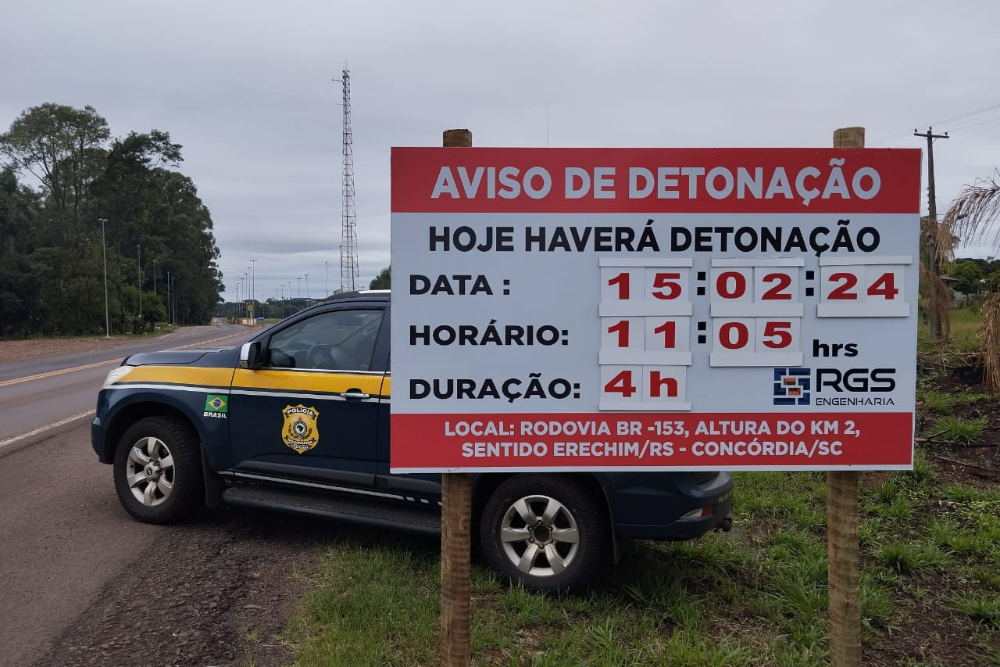 AVISO DE DETONAÇÃO
HOJE HAVERÁ DETONAÇÃO
DATA : 15:02:24
HORÁRIO: 11:05 hrs
DURAÇÃO: 4h
RGS
ENGENHARIA
LOCAL: RODOVIA BR -153, ALTURA DO KM 2,
SENTIDO ERECHIM/RS - CONCÓRDIA/SC
BRASIL
POLÍCIA